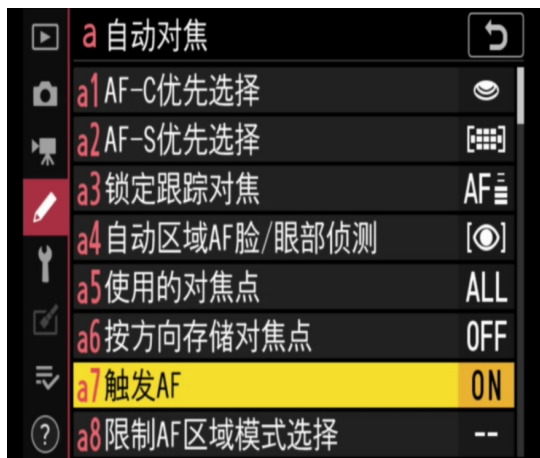 a 自动对焦
a1 AF-C优先选择
a2 AF-S优先选择
a3 锁定跟踪对焦 AF
a4 自动区域AF脸/眼部侦测
a5 使用的对焦点 ALL
a6 按方向存储对焦点 OFF
a7 触发AF ON
a8 限制AF区域模式选择 --
?